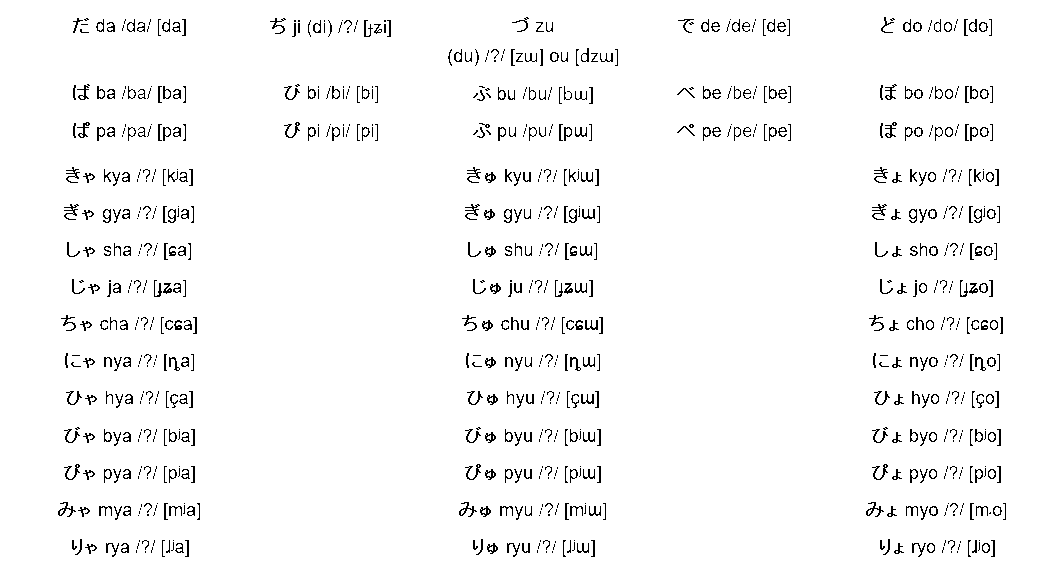 だ da /da/ [da] ぢ ji (di) /?/ [ɟʑi] づ zu で de /de/ [de] ど do /do/ [do]
(du) /?/ [zɯ] ou [dzɯ]
ば ba /ba/ [ba] び bi /bi/ [bi] ぶ bu /bu/ [bɯ] べ be /be/ [be] ぼ bo /bo/ [bo]
ぱ pa /pa/ [pa] ぴ pi /pi/ [pi] ぷ pu /pu/ [pɯ] ぺ pe /pe/ [pe] ぽ po /po/ [po]
きゃ kya /?/ [kʲa] きゅ kyu /?/ [kʲɯ] きょ kyo /?/ [kʲo]
ぎゃ gya /?/ [gʲa] ぎゅ gyu /?/ [gʲɯ] ぎょ gyo /?/ [gʲo]
しゃ sha /?/ [ɕa] しゅ shu /?/ [ɕɯ] しょ sho /?/ [ɕo]
じゃ ja /?/ [ɟʑa] じゅ ju /?/ [ɟʑɯ] じょ jo /?/ [ɟʑo]
ちゃ cha /?/ [cɕa] ちゅ chu /?/ [cɕɯ] ちょ cho /?/ [cɕo]
にゃ nya /?/ [ȵa] にゅ nyu /?/ [ȵɯ] にょ nyo /?/ [ȵo]
ひゃ hya /?/ [ça] ひゅ hyu /?/ [çɯ] ひょ hyo /?/ [ço]
びゃ bya /?/ [bʲa] びゅ byu /?/ [bʲɯ] びょ byo /?/ [bʲo]
ぴゃ pya /?/ [pʲa] ぴゅ pyu /?/ [pʲɯ] ぴょ pyo /?/ [pʲo]
みゃ mya /?/ [mʲa] みゅ myu /?/ [mʲɯ] みょ myo /?/ [mʲo]
りゃ rya /?/ [ɺʲa] りゅ ryu /?/ [ɺʲɯ] りょ ryo /?/ [ɺʲo]